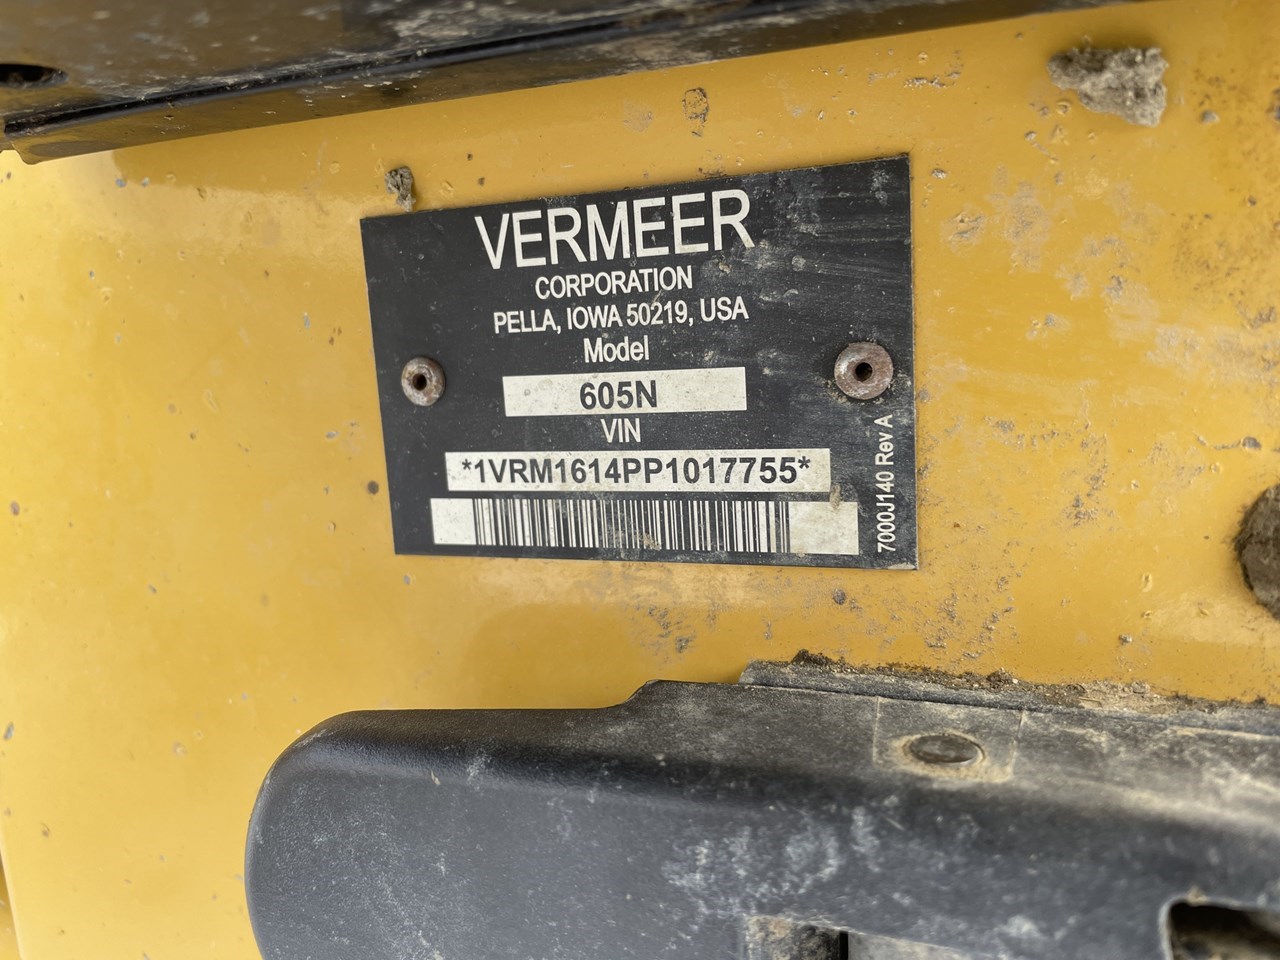 VERMEER
CORPORATION
PELLA, IOWA 50219, USA
Model
605N
VIN
*1VRM1614PP1017755*
7000J140 Rev A